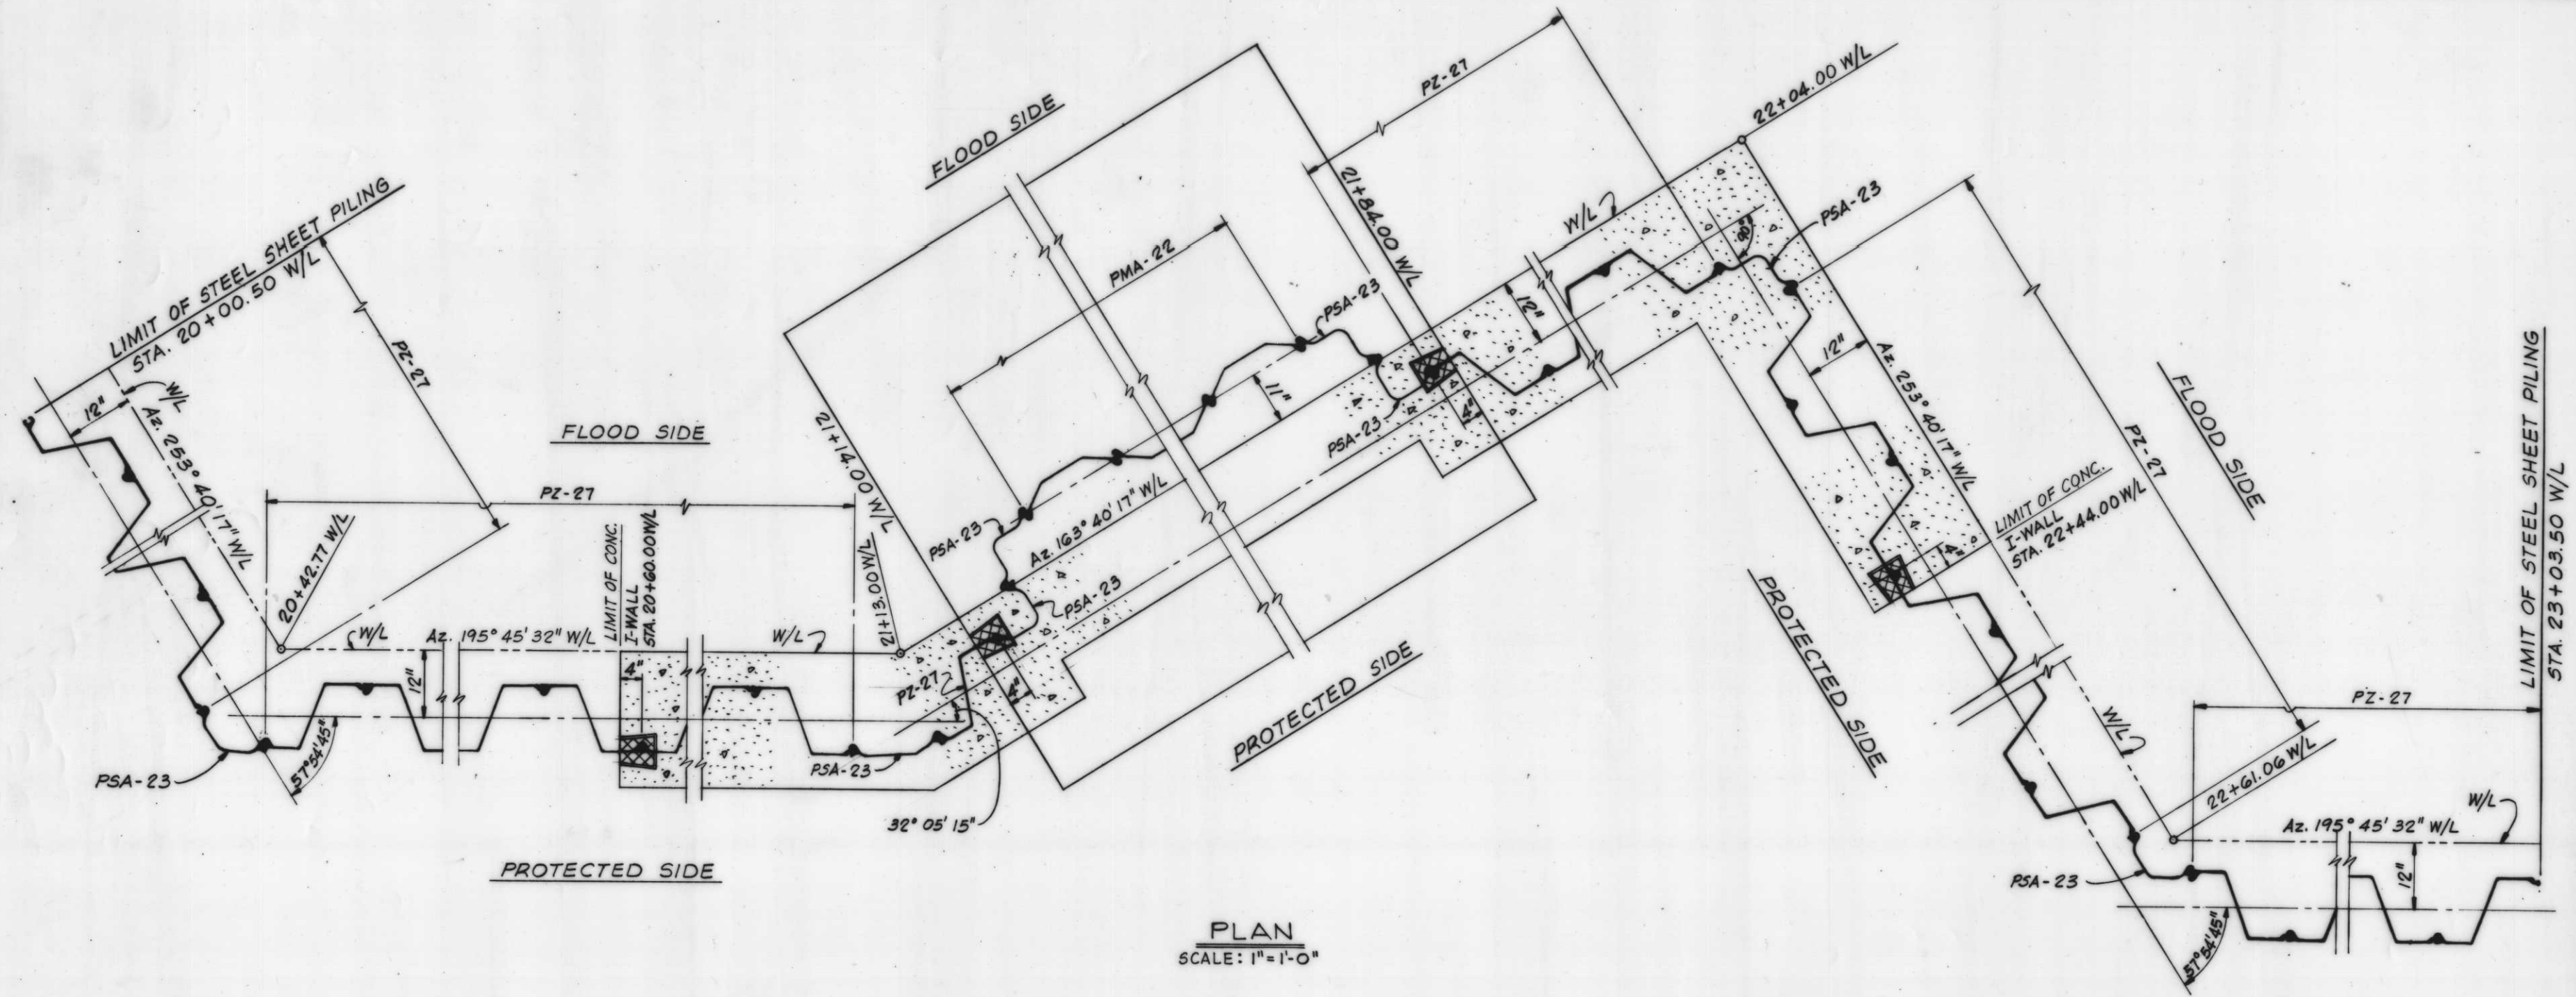 LIMIT OF STEEL SHEET PILING
STA. 20+00.50 W/L
PZ-27
12"
W/L
Az. 253° 40' 17" W/L
20+42.77 W/L
FLOOD SIDE
PZ-27
LIMIT OF CONC.
I-WALL
STA. 20+60.00 W/L
W/L
Az. 195° 45' 32" W/L
12"
4"
W/L
57°54'45"
PSA-23
PSA-23
PROTECTED SIDE
32° 05' 15"
21+13.00 W/L
21+14.00 W/L
PZ-27
4"
FLOOD SIDE
PMA-22
PSA-23
11"
PSA-23
Az. 163° 40' 17" W/L
PSA-23
PSA-23
4"
PROTECTED SIDE
PZ-27
21+84.00 W/L
W/L
12"
22+04.00 W/L
90°
PSA-23
12"
Az. 253° 40' 17" W/L
PZ-27
FLOOD SIDE
LIMIT OF CONC.
I-WALL
STA. 22+44.00 W/L
4"
PROTECTED SIDE
W/L
22+61.06 W/L
PZ-27
LIMIT OF STEEL SHEET PILING
STA. 23+03.50 W/L
W/L
Az. 195° 45' 32" W/L
12"
PSA-23
57°54'45"
PLAN
SCALE: 1"=1'-0"